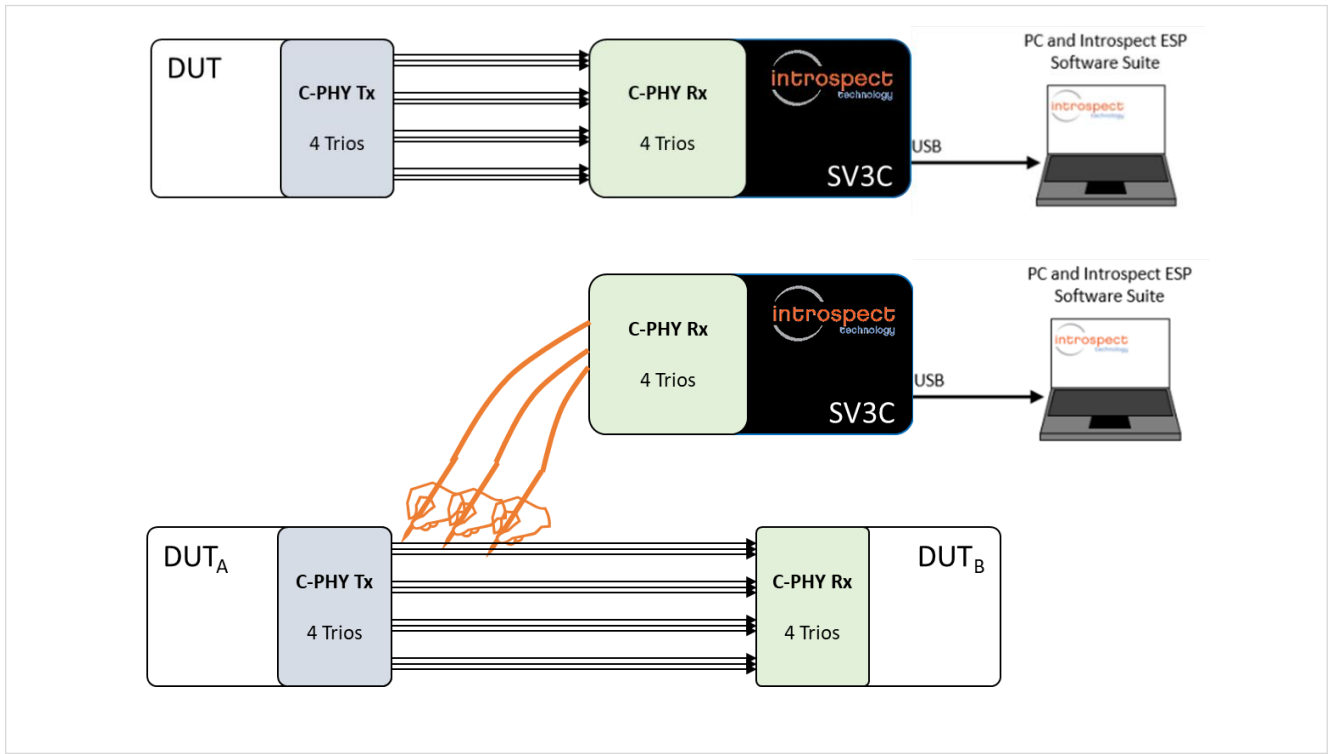 DUT
C-PHY Tx
4 Trios
C-PHY Rx
4 Trios
introspect
technology
SV3C
USB
PC and Introspect ESP
Software Suite
introspect
technology
C-PHY Rx
4 Trios
introspect
technology
SV3C
USB
PC and Introspect ESP
Software Suite
introspect
technology
DUTA
C-PHY Tx
4 Trios
C-PHY Rx
4 Trios
DUTB